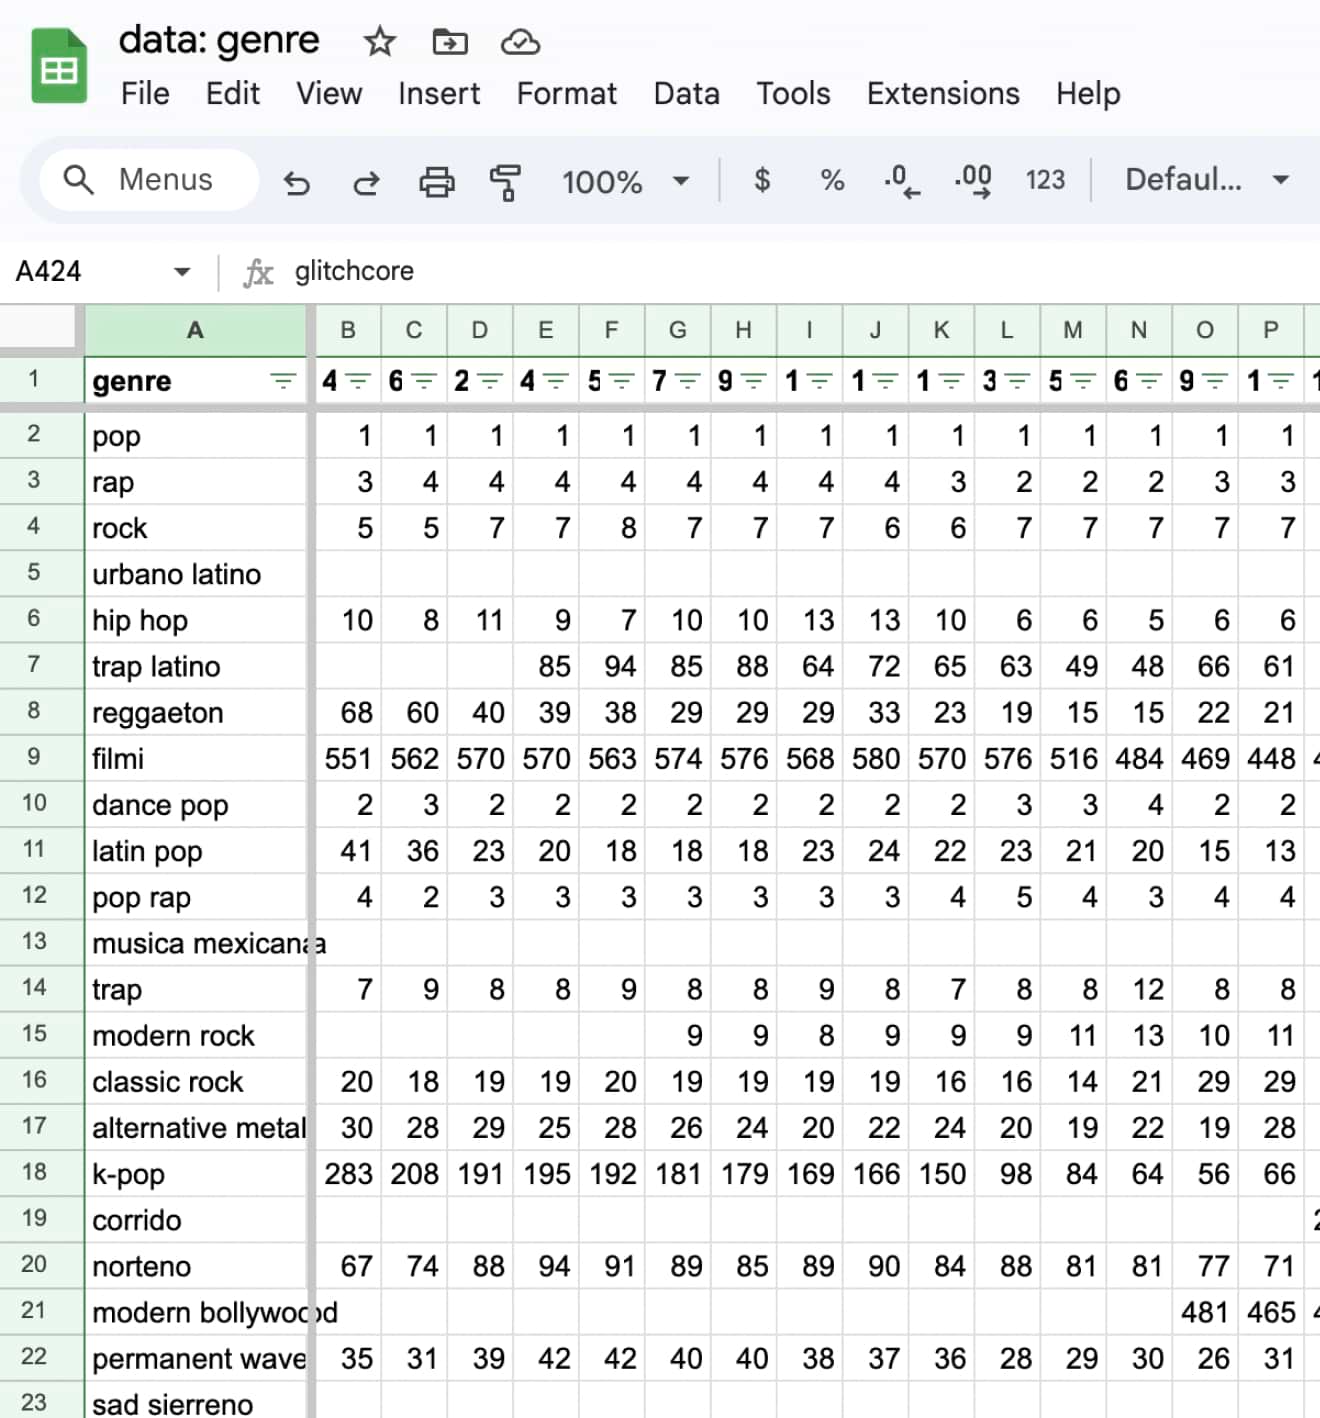 data: genre
File Edit View Insert Format Data Tools Extensions Help
Menus 100% $ % .0 .00 123 Defaul...
A424 fx glitchcore
A B C D E F G H I J K L M N O P
1 genre 4 6 2 4 5 7 9 1 1 1 3 5 6 9 1 1
2 pop 1 1 1 1 1 1 1 1 1 1 1 1 1 1 1
3 rap 3 4 4 4 4 4 4 4 4 3 2 2 2 3 3
4 rock 5 5 7 7 8 7 7 7 6 6 7 7 7 7 7
5 urbano latino
6 hip hop 10 8 11 9 7 10 10 13 13 10 6 6 5 6 6
7 trap latino 85 94 85 88 64 72 65 63 49 48 66 61
8 reggaeton 68 60 40 39 38 29 29 29 33 23 19 15 15 22 21
9 filmi 551 562 570 570 563 574 576 568 580 570 576 516 484 469 448
10 dance pop 2 3 2 2 2 2 2 2 2 2 3 3 4 2 2
11 latin pop 41 36 23 20 18 18 18 23 24 22 23 21 20 15 13
12 pop rap 4 2 3 3 3 3 3 3 3 4 5 4 3 4 4
13 musica mexicana
14 trap 7 9 8 8 9 8 8 9 8 7 8 8 12 8 8
15 modern rock 9 9 8 9 9 9 11 13 10 11
16 classic rock 20 18 19 19 20 19 19 19 19 16 16 14 21 29 29
17 alternative metal 30 28 29 25 28 26 24 20 22 24 20 19 22 19 28
18 k-pop 283 208 191 195 192 181 179 169 166 150 98 84 64 56 66
19 corrido
20 norteno 67 74 88 94 91 89 85 89 90 84 88 81 81 77 71
21 modern bollywood 481 465
22 permanent wave 35 31 39 42 42 40 40 38 37 36 28 29 30 26 31
23 sad sierreno